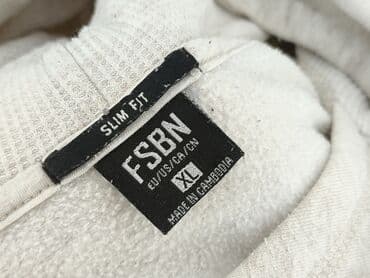 SLIM FIT
FSBN
EU/US/CA/CN
XL
MADE IN CAMBODIA